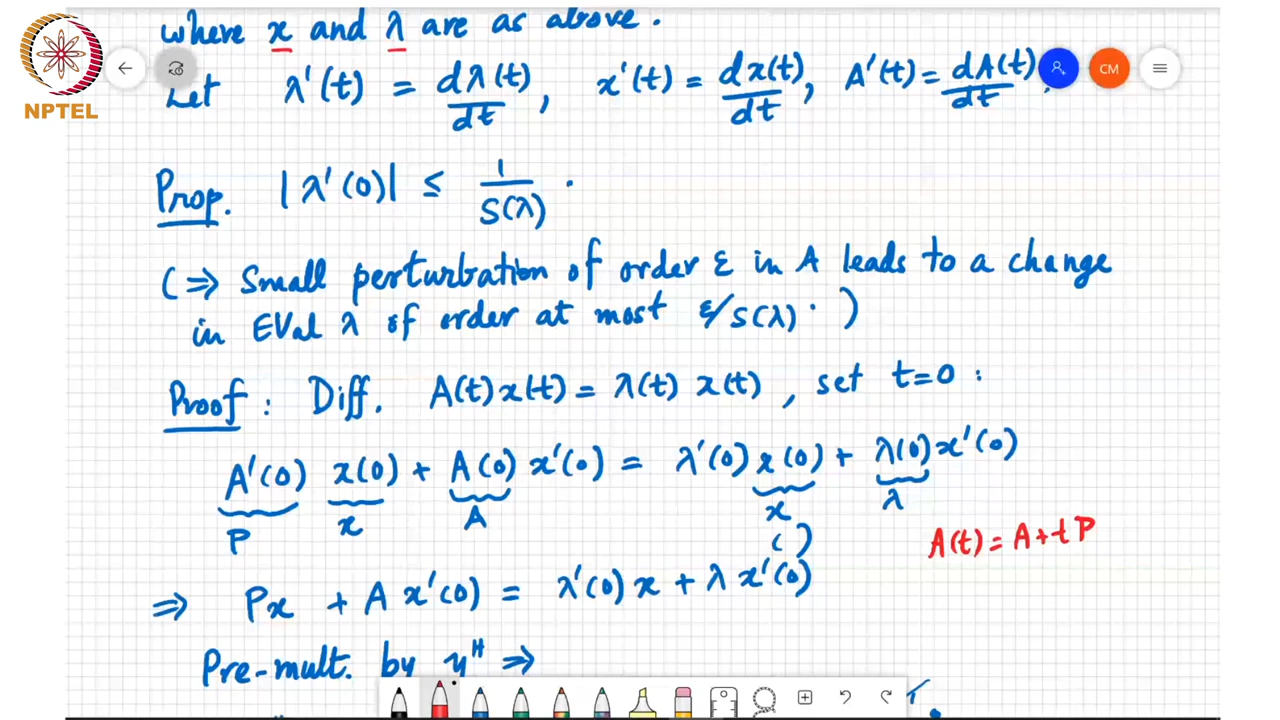 where x and λ are as above.
Let λ'(t) = dλ(t)/dt, x'(t) = dx(t)/dt, A'(t) = dA(t)/dt.
NPTEL
CM
Prop. |λ'(0)| ≤ 1/S(λ).
(⇒ Small perturbation of order ε in A leads to a change
in EVal λ of order at most ε/S(λ).)
Proof: Diff. A(t)x(t) = λ(t) x(t), set t=0:
A'(0) x(0) + A(0) x'(0) = λ'(0) x(0) + λ(0) x'(0)
P x A x λ
( )
A(t) = A + t P
⇒ Px + A x'(0) = λ'(0) x + λ x'(0)
Pre-mult. by y^H ⇒